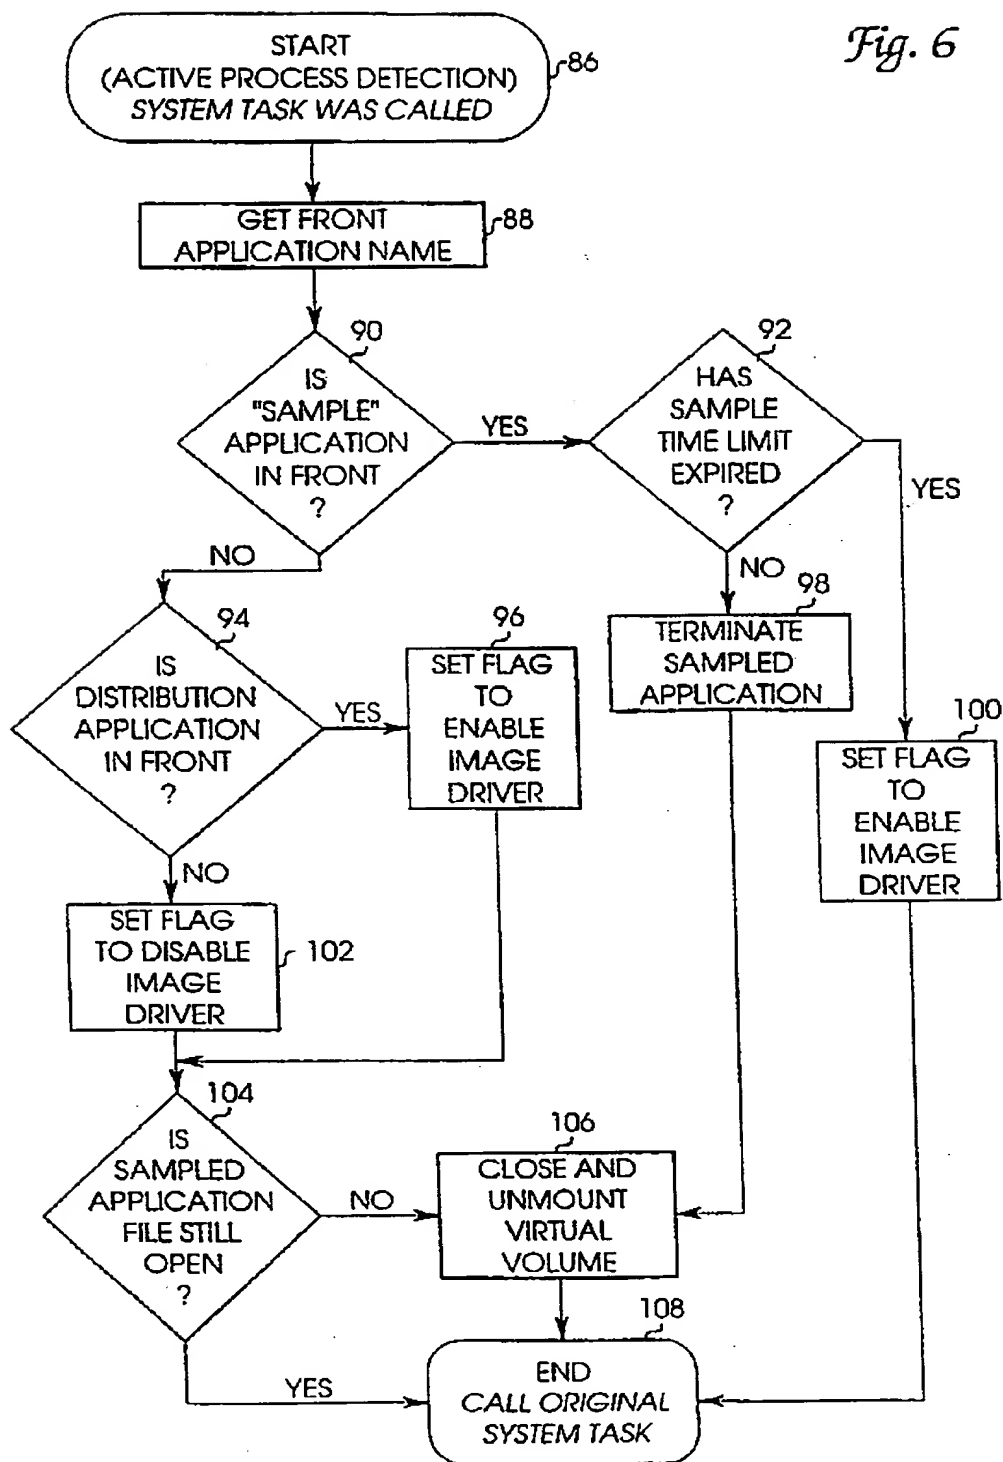 Fig. 6
START
(ACTIVE PROCESS DETECTION)
SYSTEM TASK WAS CALLED
86
GET FRONT
APPLICATION NAME
88
90
IS
"SAMPLE"
APPLICATION
IN FRONT
?
YES
92
HAS
SAMPLE
TIME LIMIT
EXPIRED
?
YES
NO
NO
94
IS
DISTRIBUTION
APPLICATION
IN FRONT
?
YES
96
SET FLAG
TO
ENABLE
IMAGE
DRIVER
98
TERMINATE
SAMPLED
APPLICATION
100
SET FLAG
TO
ENABLE
IMAGE
DRIVER
NO
SET FLAG
TO DISABLE
IMAGE
DRIVER
102
104
IS
SAMPLED
APPLICATION
FILE STILL
OPEN
?
NO
106
CLOSE AND
UNMOUNT
VIRTUAL
VOLUME
YES
108
END
CALL ORIGINAL
SYSTEM TASK